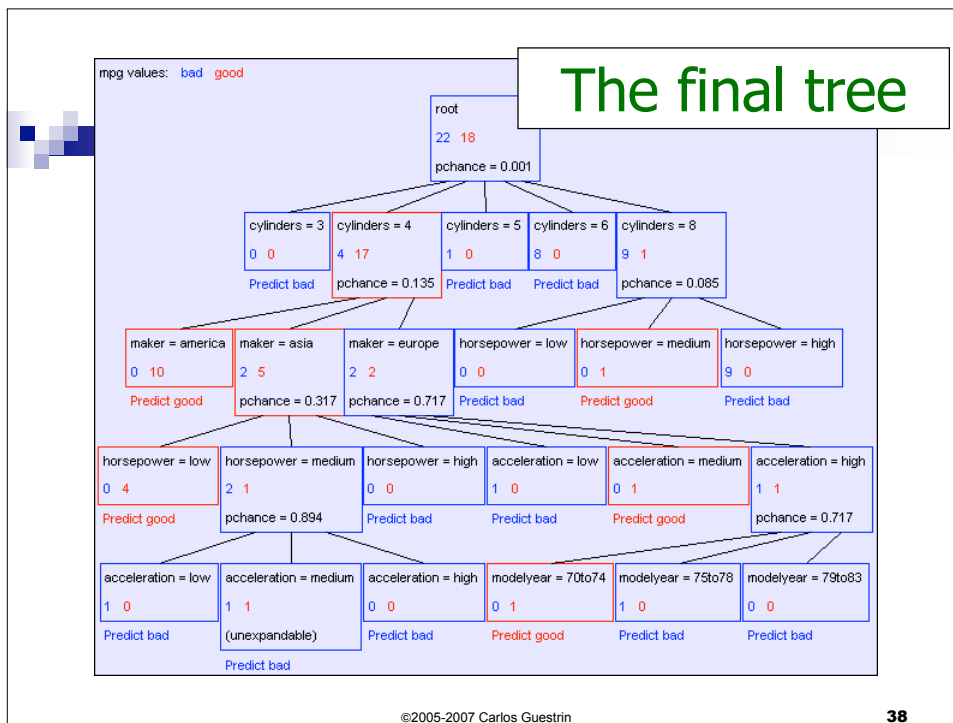 The final tree
mpg values: bad good
root
22 18
pchance = 0.001
cylinders = 3
0 0
Predict bad
cylinders = 4
4 17
pchance = 0.135
cylinders = 5
1 0
Predict bad
cylinders = 6
8 0
Predict bad
cylinders = 8
9 1
pchance = 0.085
maker = america
0 10
Predict good
maker = asia
2 5
pchance = 0.317
maker = europe
2 2
pchance = 0.717
horsepower = low
0 0
Predict bad
horsepower = medium
0 1
Predict good
horsepower = high
9 0
Predict bad
horsepower = low
0 4
Predict good
horsepower = medium
2 1
pchance = 0.894
horsepower = high
0 0
Predict bad
acceleration = low
1 0
Predict bad
acceleration = medium
0 1
Predict good
acceleration = high
1 1
pchance = 0.717
acceleration = low
1 0
Predict bad
acceleration = medium
1 1
(unexpandable)
Predict bad
acceleration = high
0 0
Predict bad
modelyear = 70to74
0 1
Predict good
modelyear = 75to78
1 0
Predict bad
modelyear = 79to83
0 0
Predict bad
©2005-2007 Carlos Guestrin
38